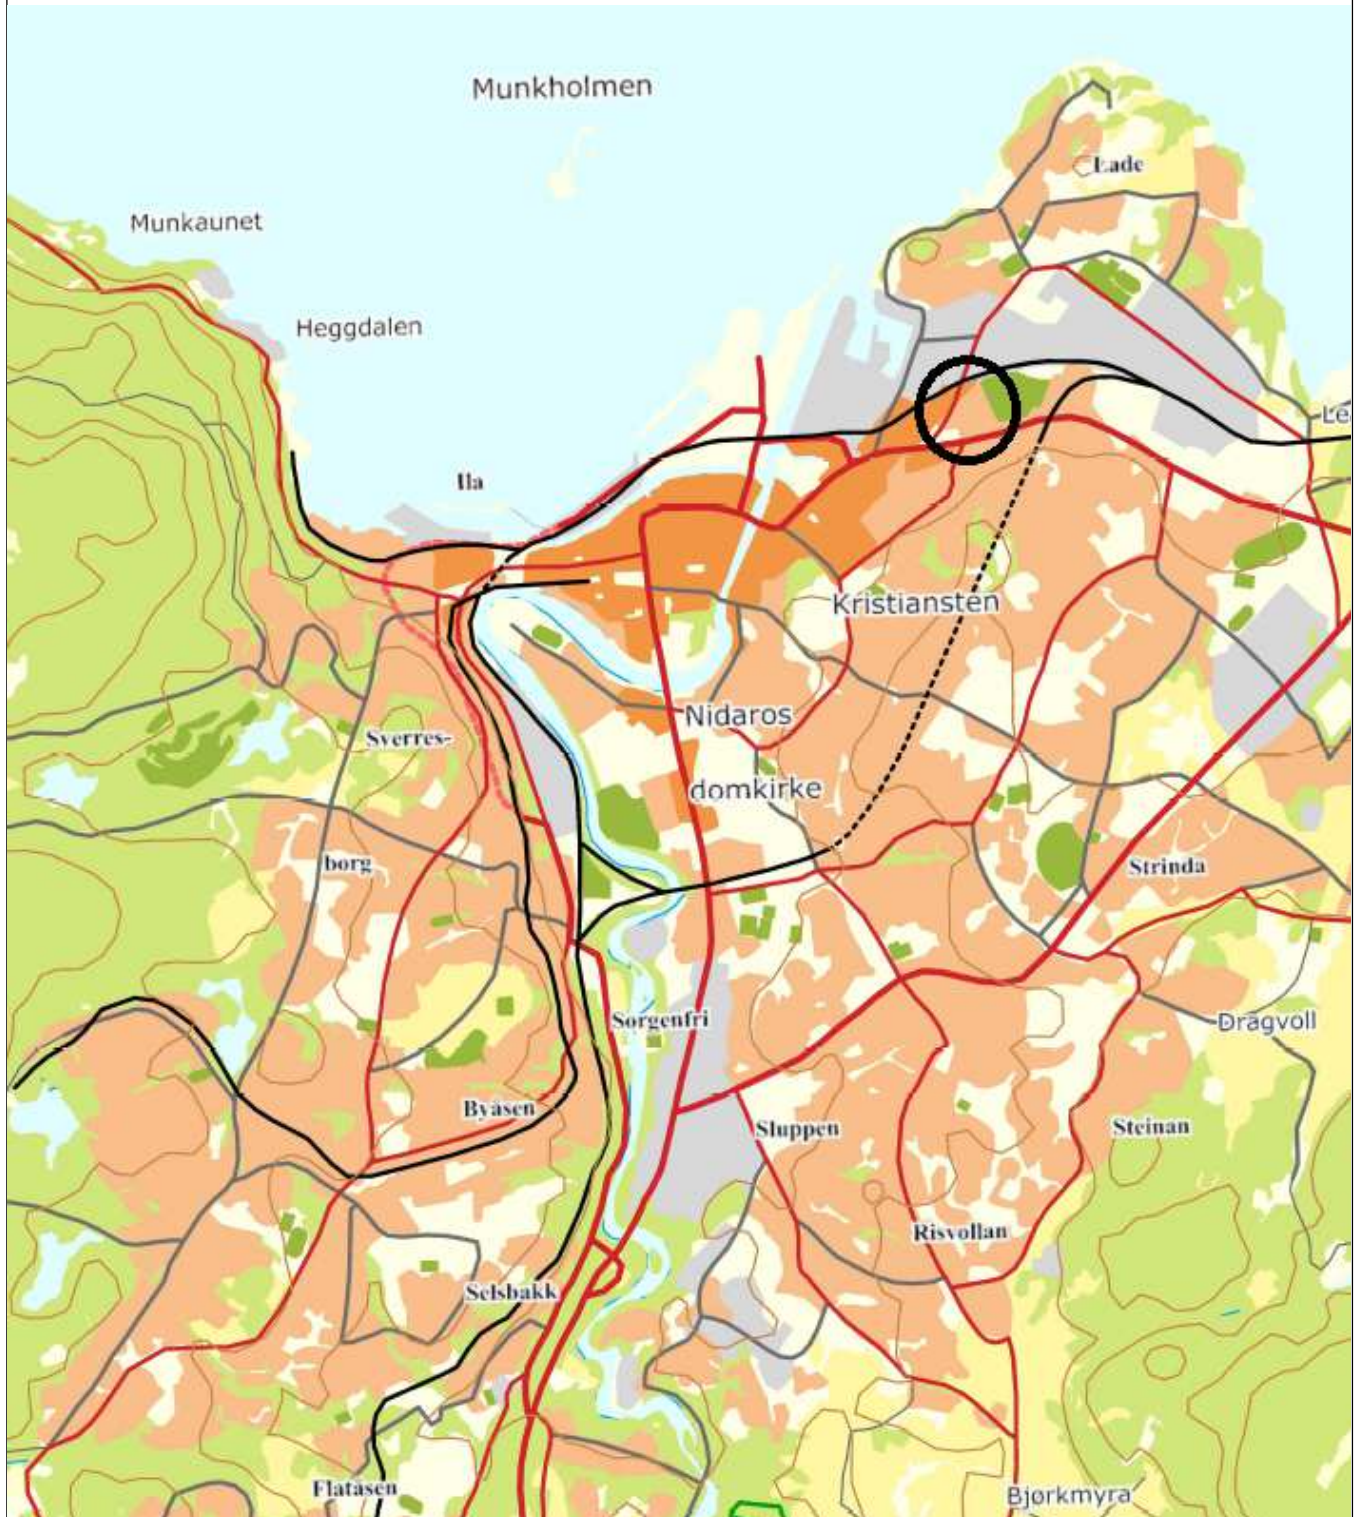 Munkholmen
Lade
Munkaunet
Heggdalen
Le
Ila
Kristiansten
Nidaros
Sverres-
domkirke
borg
Strinda
Sorgenfri
Dragvoll
Byåsen
Sluppen
Steinan
Risvollan
Selsbakk
Flatåsen
Bjørkmyra